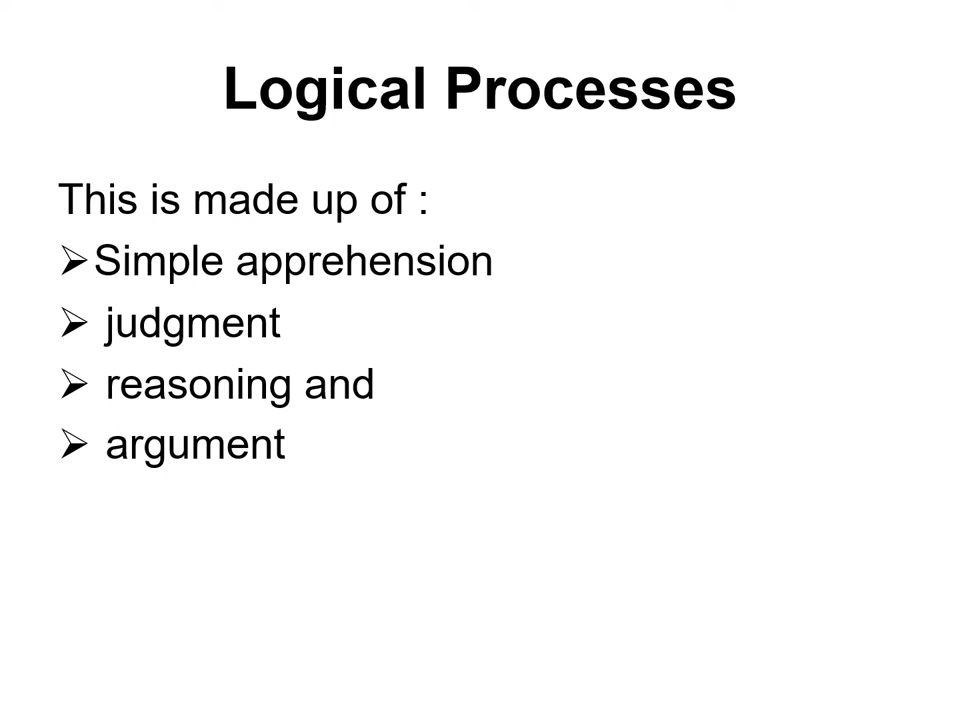 Logical Processes
This is made up of :
➢Simple apprehension
➢ judgment
➢ reasoning and
➢ argument